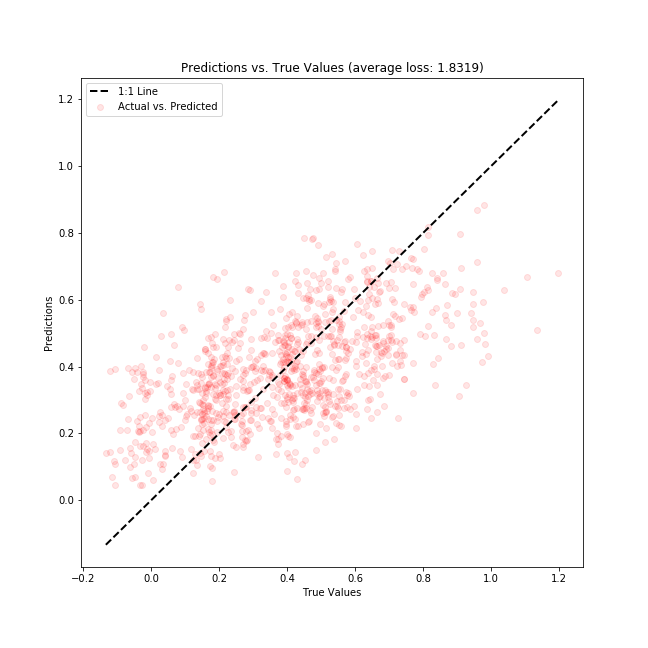 Predictions vs. True Values (average loss: 1.8319)
1:1 Line
Actual vs. Predicted
1.2
1.0
0.8
0.6
0.4
0.2
0.0
Predictions
−0.2 0.0 0.2 0.4 0.6 0.8 1.0 1.2
True Values